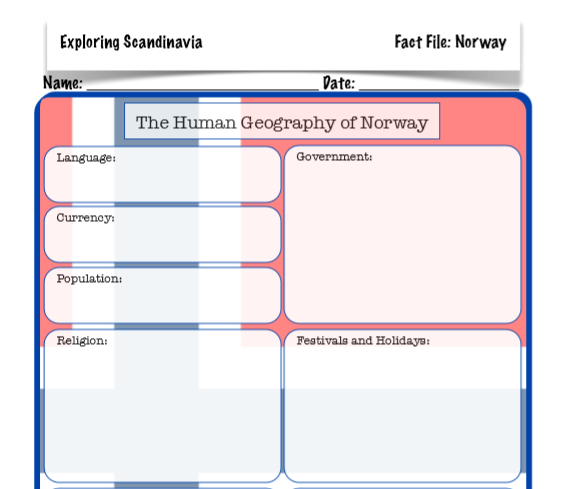 Exploring Scandinavia Fact File: Norway
Name: Date:
The Human Geography of Norway
Language:
Government:
Currency:
Population:
Religion:
Festivals and Holidays: